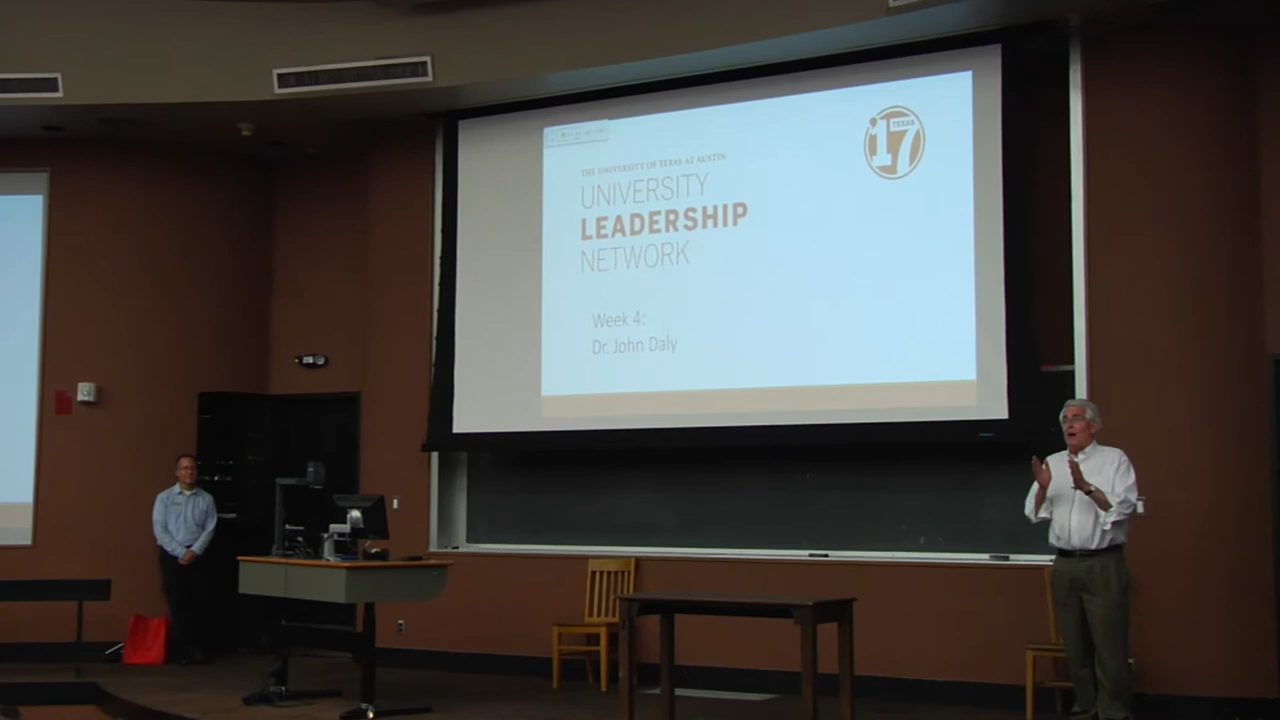 THE UNIVERSITY OF TEXAS AT AUSTIN
UNIVERSITY
LEADERSHIP
NETWORK
TEXAS
'17
Week 4:
Dr. John Daly